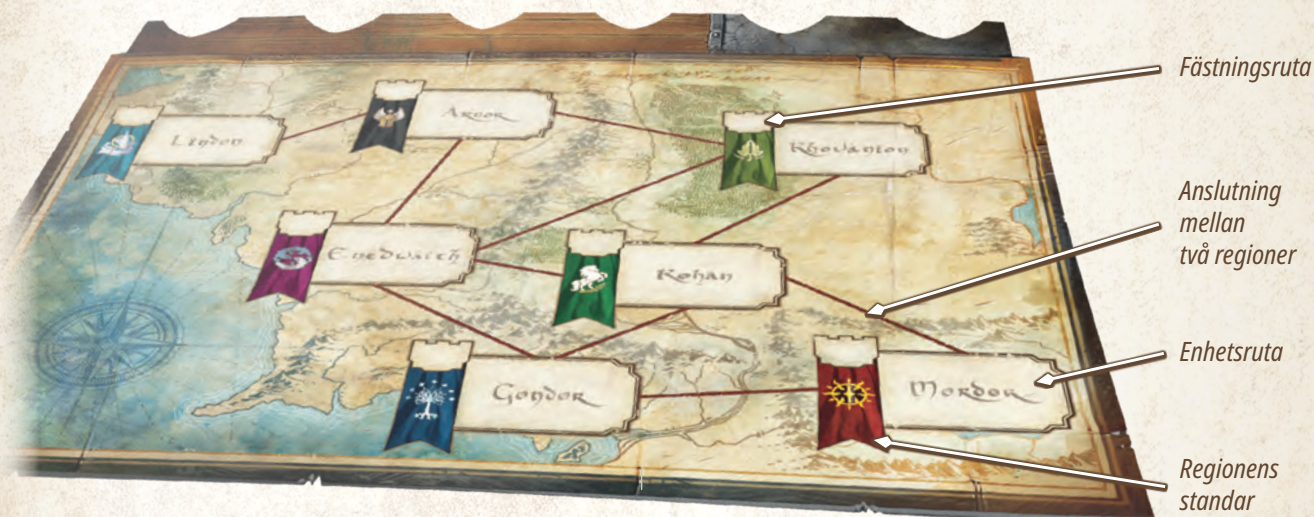 Fästningsruta
Lindon
Arnor
Rhovanion
Anslutning
mellan
två regioner
Enedwaith
Rohan
Enhetsruta
Gondor
Mordor
Regionens
standar